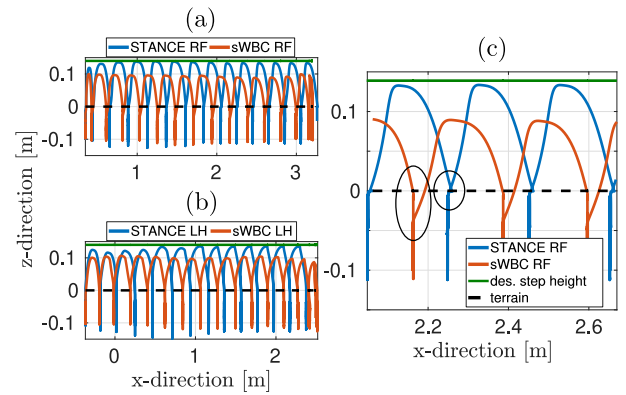 (a)
STANCE RF sWBC RF
0.1
0
-0.1
1 2 3
(b)
STANCE LH sWBC LH
0.1
0
-0.1
0 1 2
x-direction [m]
z-direction [m]
(c)
0.1
0
-0.1
STANCE RF
sWBC RF
des. step height
terrain
2.2 2.4 2.6
x-direction [m]